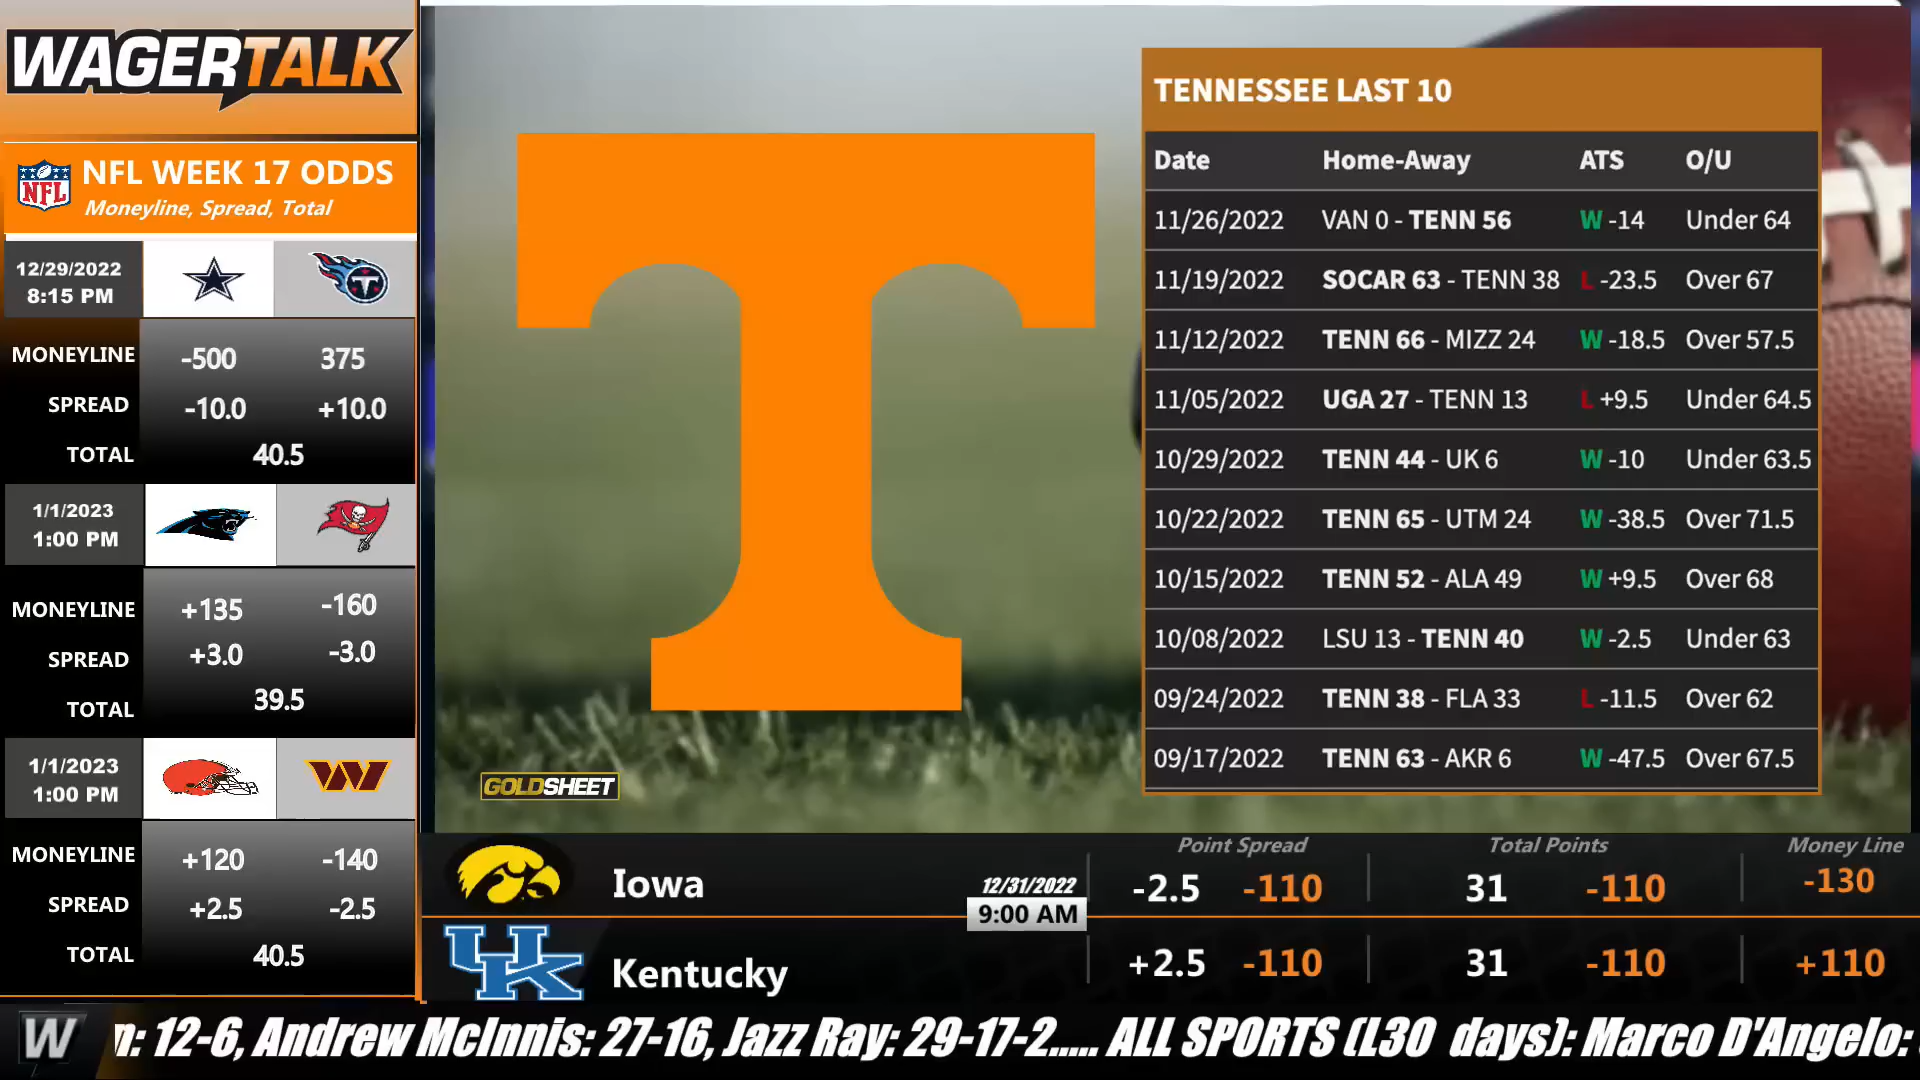 WAGERTALK
NFL
NFL WEEK 17 ODDS
Moneyline, Spread, Total
12/29/2022
8:15 PM
MONEYLINE -500 375
SPREAD -10.0 +10.0
TOTAL 40.5
1/1/2023
1:00 PM
MONEYLINE +135 -160
SPREAD +3.0 -3.0
TOTAL 39.5
1/1/2023
1:00 PM
MONEYLINE +120 -140
SPREAD +2.5 -2.5
TOTAL 40.5
T
GOLDSHEET
TENNESSEE LAST 10
Date Home-Away ATS O/U
11/26/2022 VAN 0 - TENN 56 W -14 Under 64
11/19/2022 SOCAR 63 - TENN 38 L -23.5 Over 67
11/12/2022 TENN 66 - MIZZ 24 W -18.5 Over 57.5
11/05/2022 UGA 27 - TENN 13 L +9.5 Under 64.5
10/29/2022 TENN 44 - UK 6 W -10 Under 63.5
10/22/2022 TENN 65 - UTM 24 W -38.5 Over 71.5
10/15/2022 TENN 52 - ALA 49 W +9.5 Over 68
10/08/2022 LSU 13 - TENN 40 W -2.5 Under 63
09/24/2022 TENN 38 - FLA 33 L -11.5 Over 62
09/17/2022 TENN 63 - AKR 6 W -47.5 Over 67.5
Point Spread Total Points Money Line
Iowa 12/31/2022 -2.5 -110 31 -110 -130
9:00 AM
UK Kentucky +2.5 -110 31 -110 +110
W n: 12-6, Andrew McInnis: 27-16, Jazz Ray: 29-17-2..... ALL SPORTS (L30 days): Marco D'Angelo: